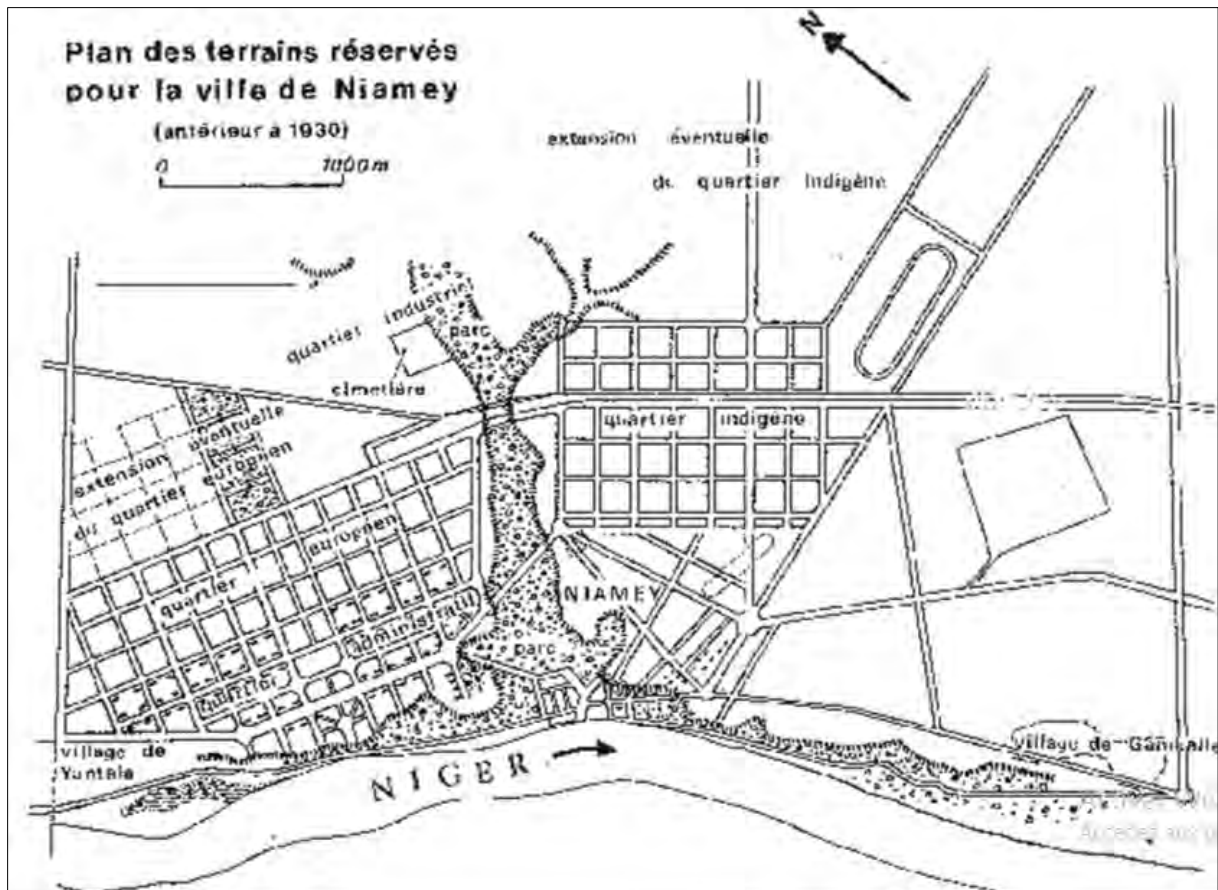 Plan des terrains réservés
pour la ville de Niamey
(antérieur à 1930)
0 1000m
N
extension éventuelle
du quartier indigène
quartier industriel
parc
cimetière
quartier indigène
extension éventuelle
du quartier européen
quartier européen
quartier administratif
NIAMEY
parc
village de
Yantala
village de Gamkalle
NIGER